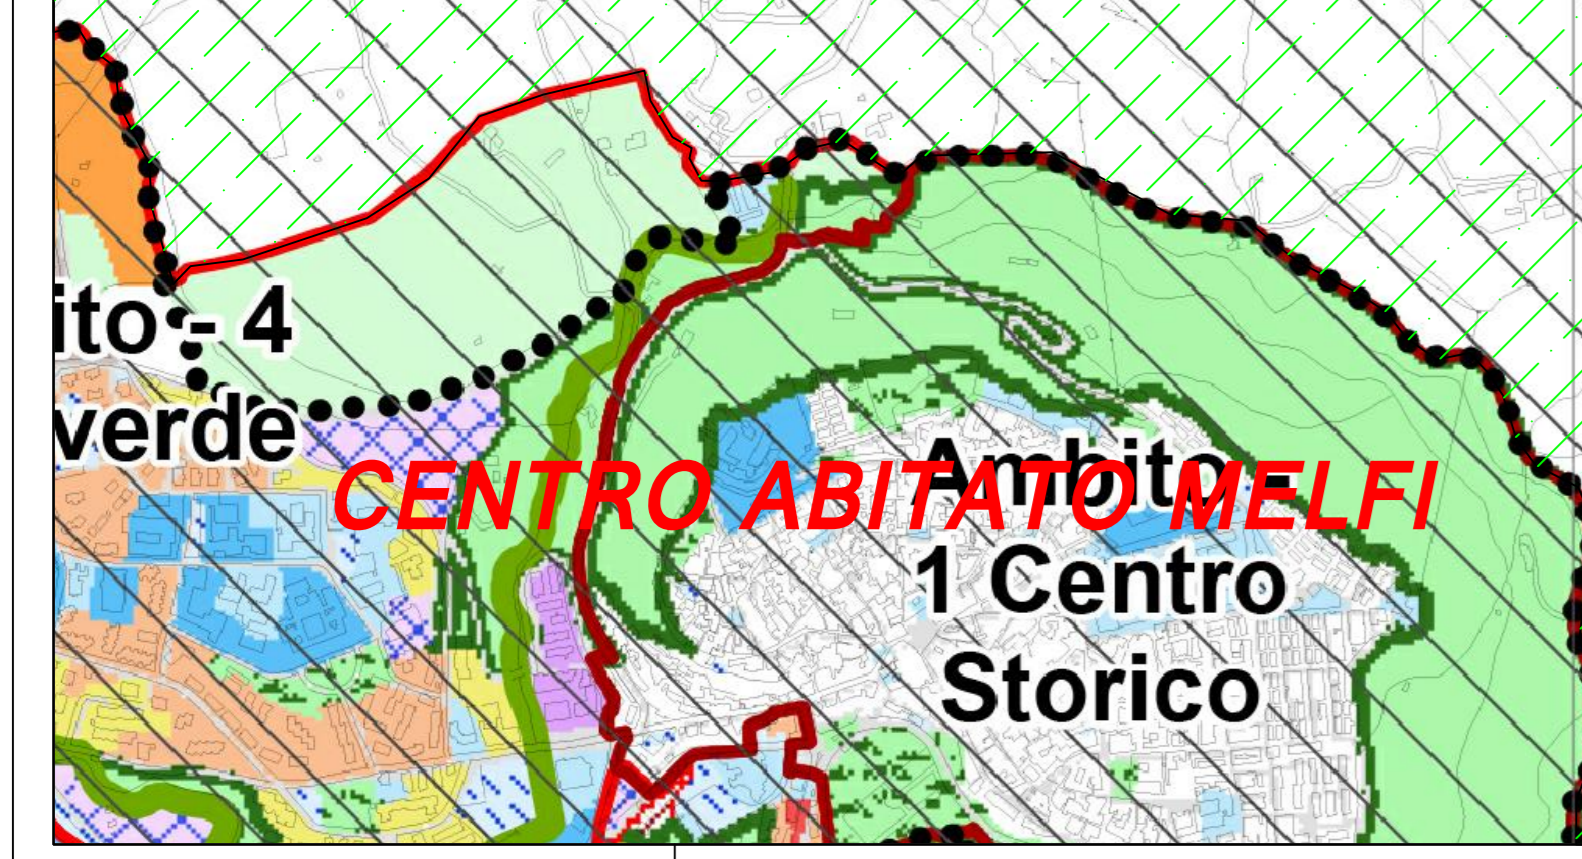 ito - 4
verde
CENTRO ABITATO MELFI
Ambito -
1 Centro
Storico